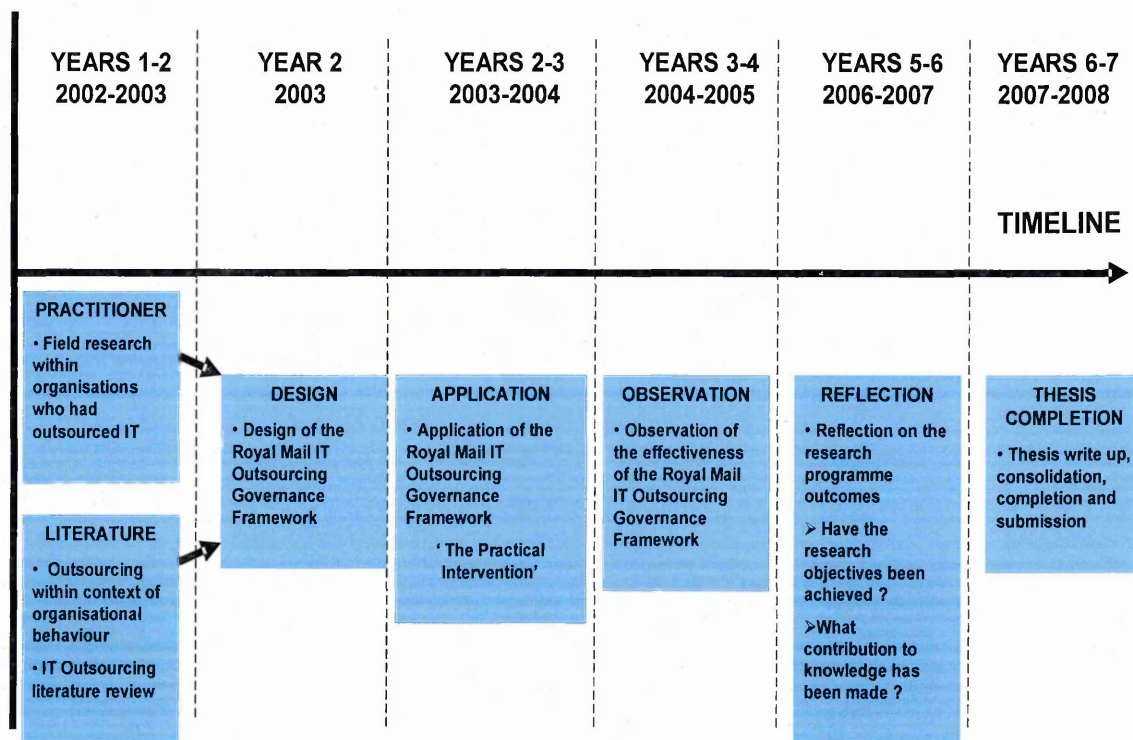 YEARS 1-2
2002-2003
YEAR 2
2003
YEARS 2-3
2003-2004
YEARS 3-4
2004-2005
YEARS 5-6
2006-2007
YEARS 6-7
2007-2008
TIMELINE
PRACTITIONER
• Field research
within
organisations
who had
outsourced IT
LITERATURE
• Outsourcing
within context of
organisational
behaviour
• IT Outsourcing
literature review
DESIGN
• Design of the
Royal Mail IT
Outsourcing
Governance
Framework
APPLICATION
• Application of the
Royal Mail IT
Outsourcing
Governance
Framework
‘ The Practical
Intervention’
OBSERVATION
• Observation of
the effectiveness
of the Royal Mail
IT Outsourcing
Governance
Framework
REFLECTION
• Reflection on the
research
programme
outcomes
➢ Have the
research
objectives been
achieved ?
➢What
contribution to
knowledge has
been made ?
THESIS
COMPLETION
• Thesis write up,
consolidation,
completion and
submission